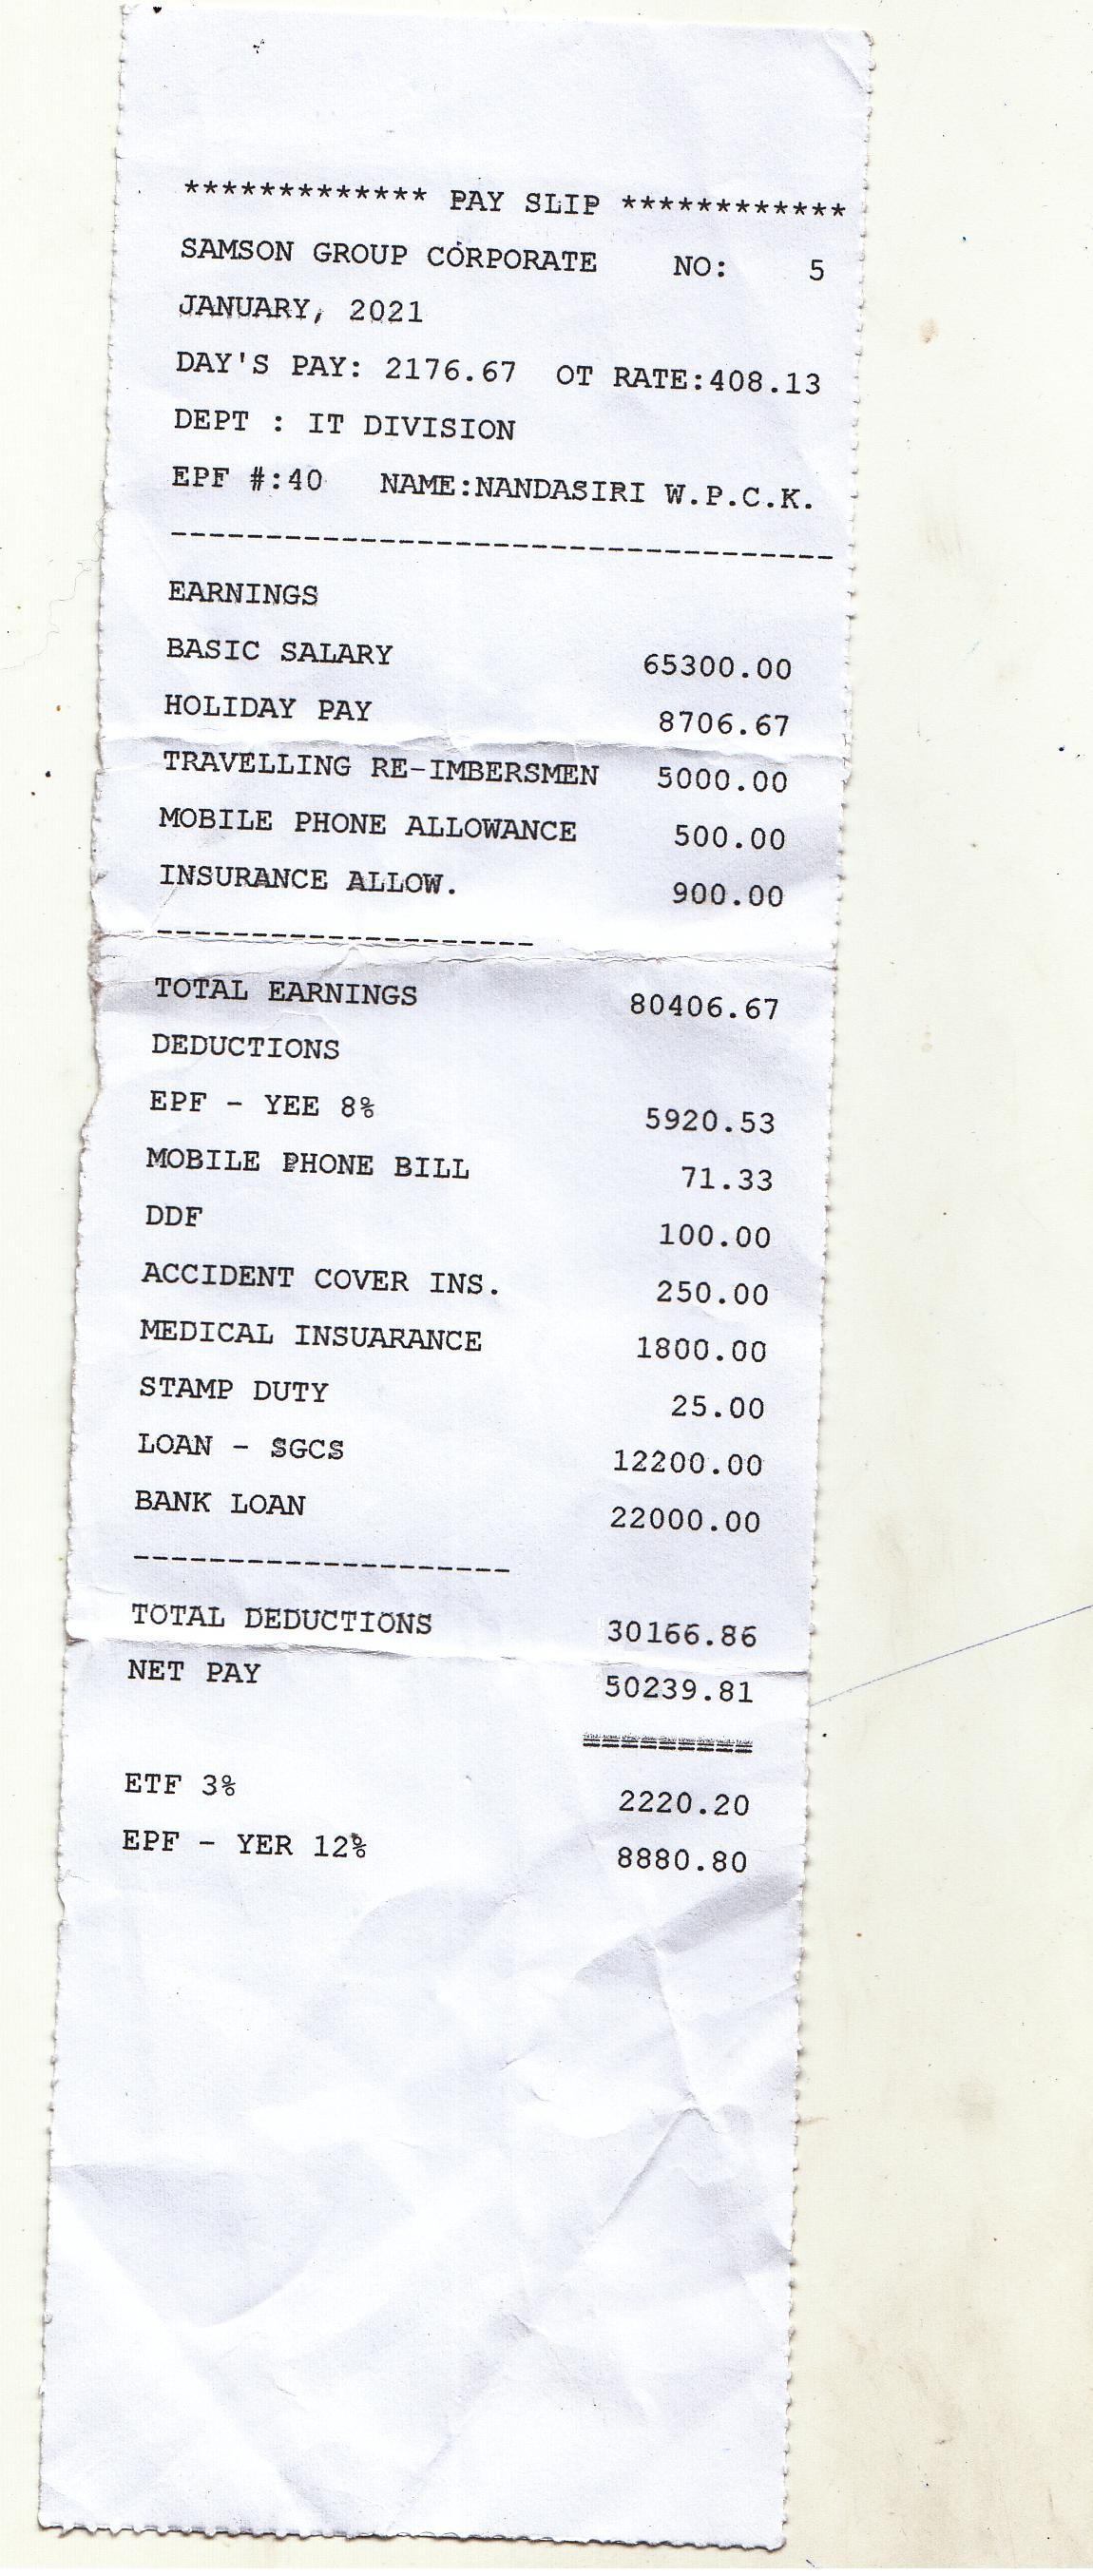 ************* PAY SLIP ************
SAMSON GROUP CORPORATE NO: 5
JANUARY, 2021
DAY'S PAY: 2176.67 OT RATE:408.13
DEPT : IT DIVISION
EPF #:40 NAME:NANDASIRI W.P.C.K.
-----------------------------------
EARNINGS
BASIC SALARY 65300.00
HOLIDAY PAY 8706.67
TRAVELLING RE-IMBERSMEN 5000.00
MOBILE PHONE ALLOWANCE 500.00
INSURANCE ALLOW. 900.00
--------------------
TOTAL EARNINGS 80406.67
DEDUCTIONS
EPF - YEE 8% 5920.53
MOBILE PHONE BILL 71.33
DDF 100.00
ACCIDENT COVER INS. 250.00
MEDICAL INSUARANCE 1800.00
STAMP DUTY 25.00
LOAN - SGCS 12200.00
BANK LOAN 22000.00
--------------------
TOTAL DEDUCTIONS 30166.86
NET PAY 50239.81
=========
ETF 3% 2220.20
EPF - YER 12% 8880.80